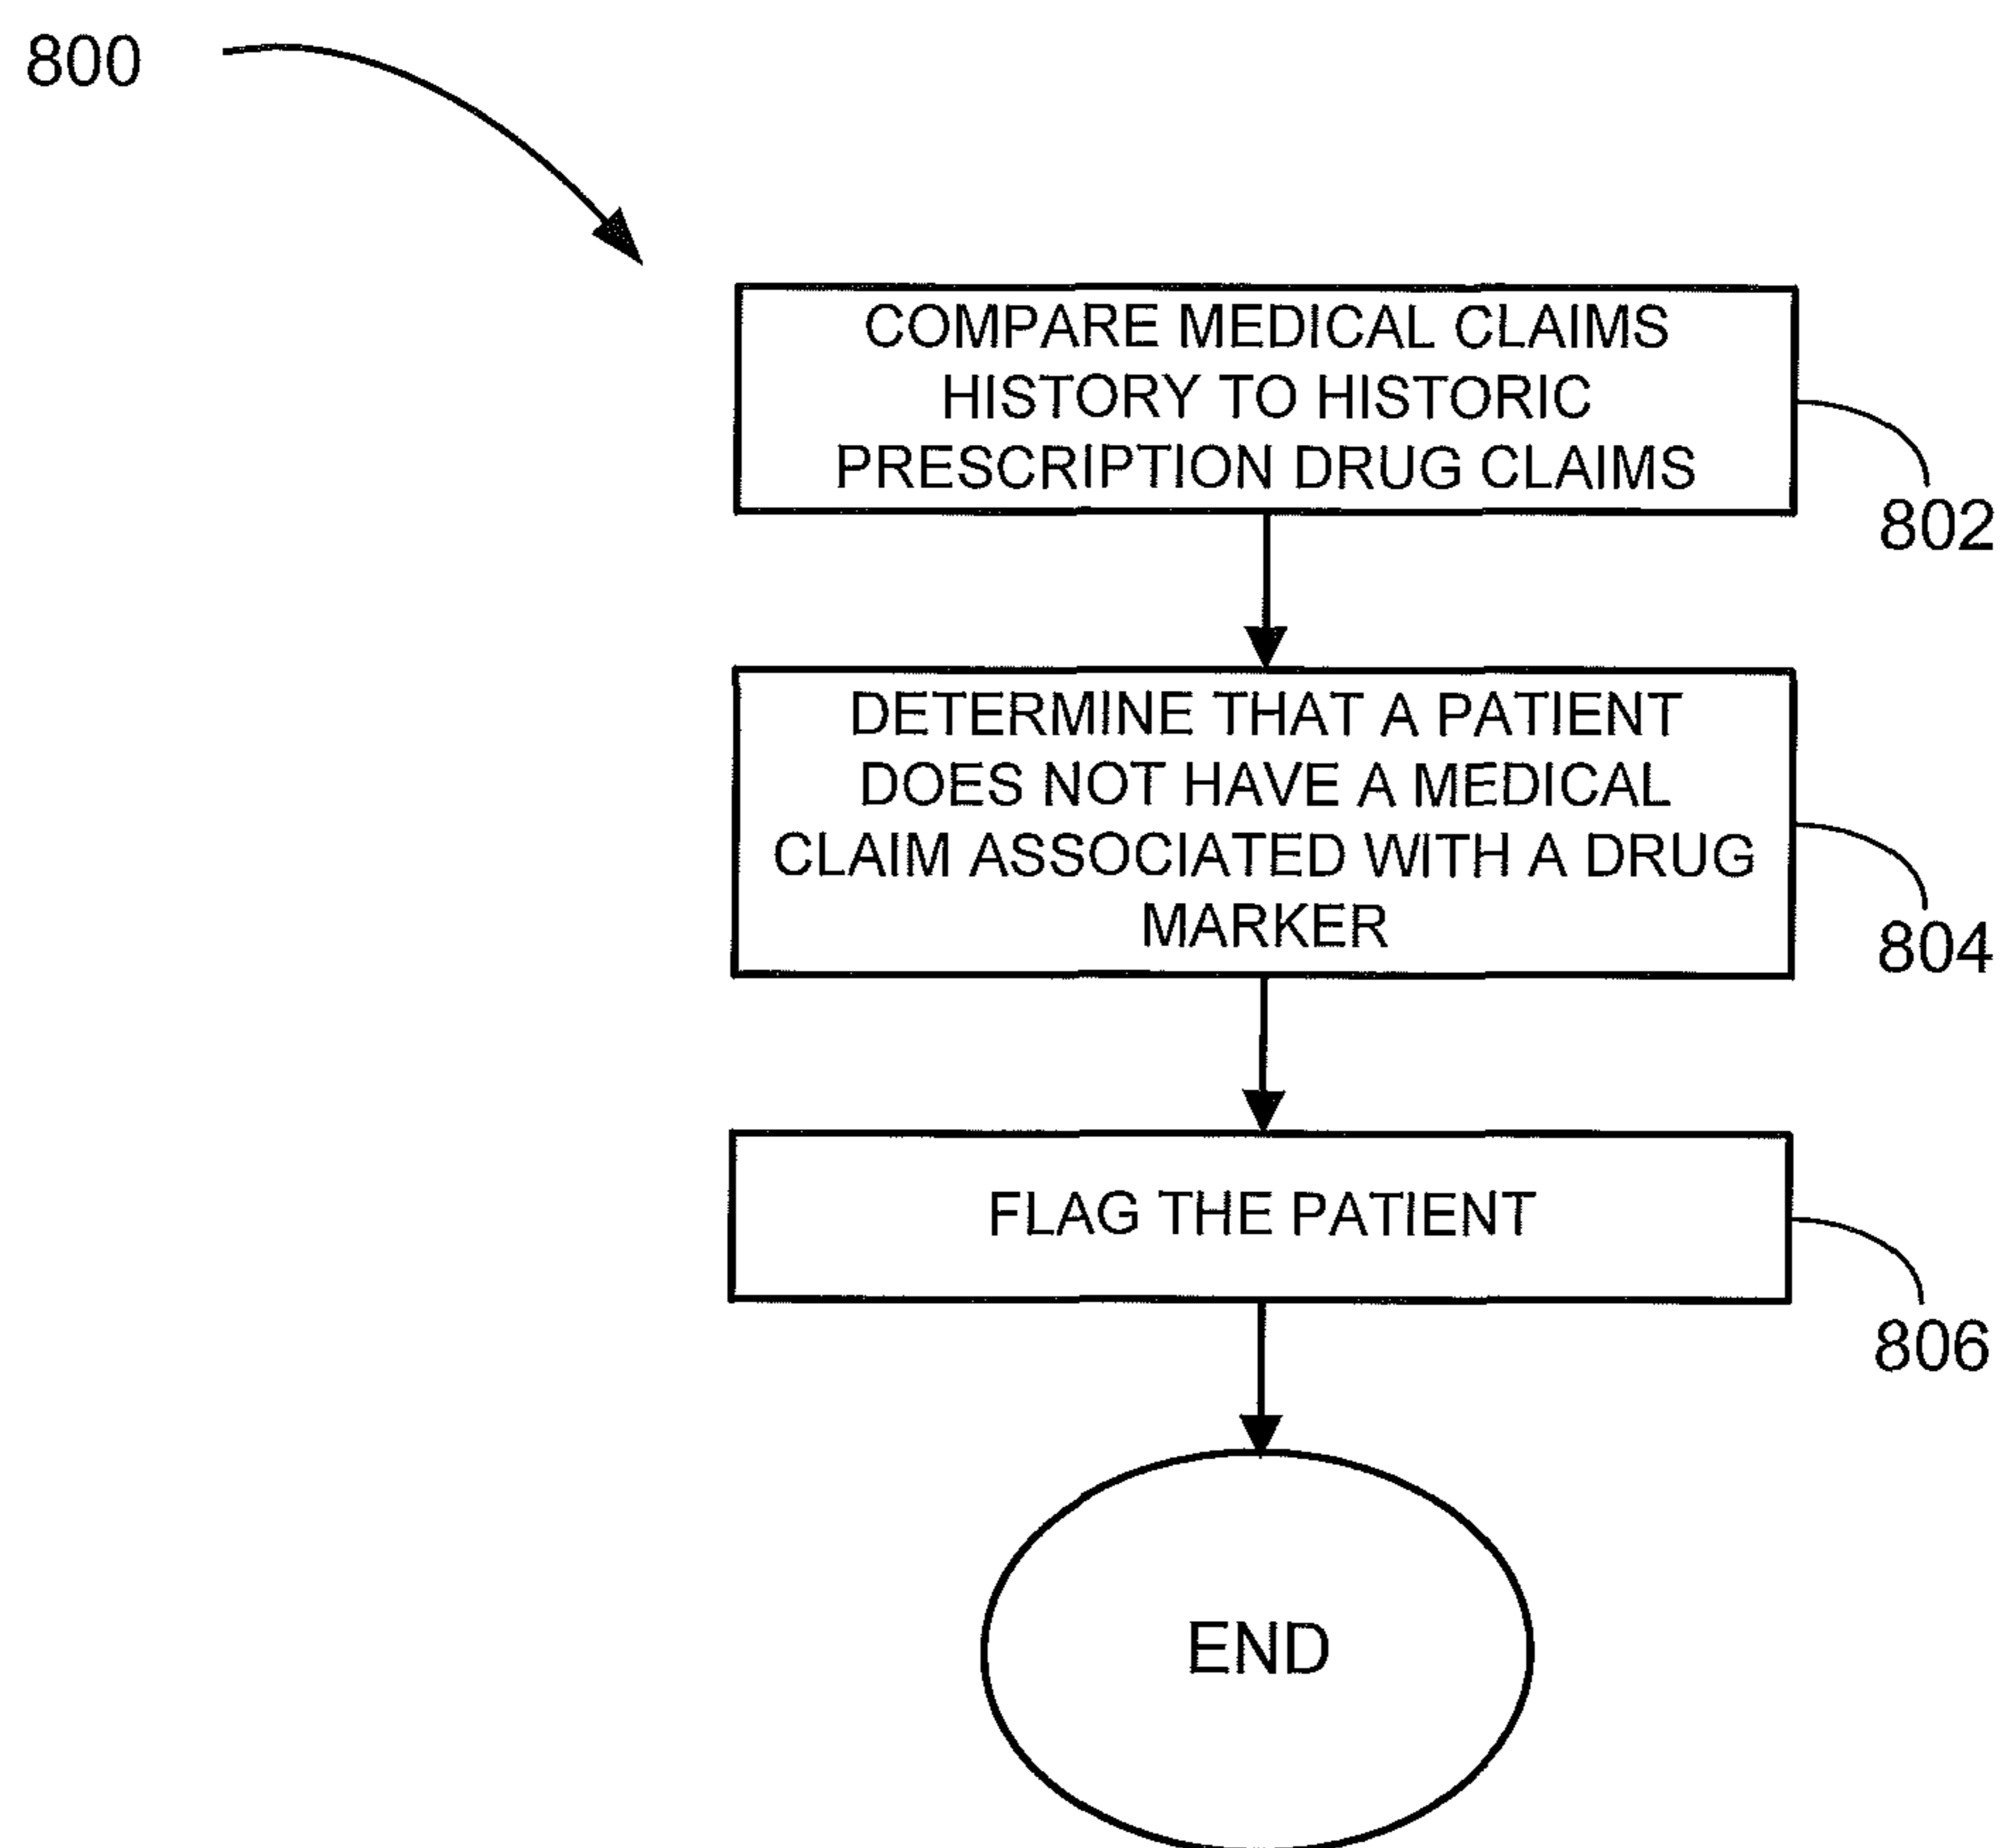 800
COMPARE MEDICAL CLAIMS
HISTORY TO HISTORIC
PRESCRIPTION DRUG CLAIMS
802
DETERMINE THAT A PATIENT
DOES NOT HAVE A MEDICAL
CLAIM ASSOCIATED WITH A DRUG
MARKER
804
FLAG THE PATIENT
806
END